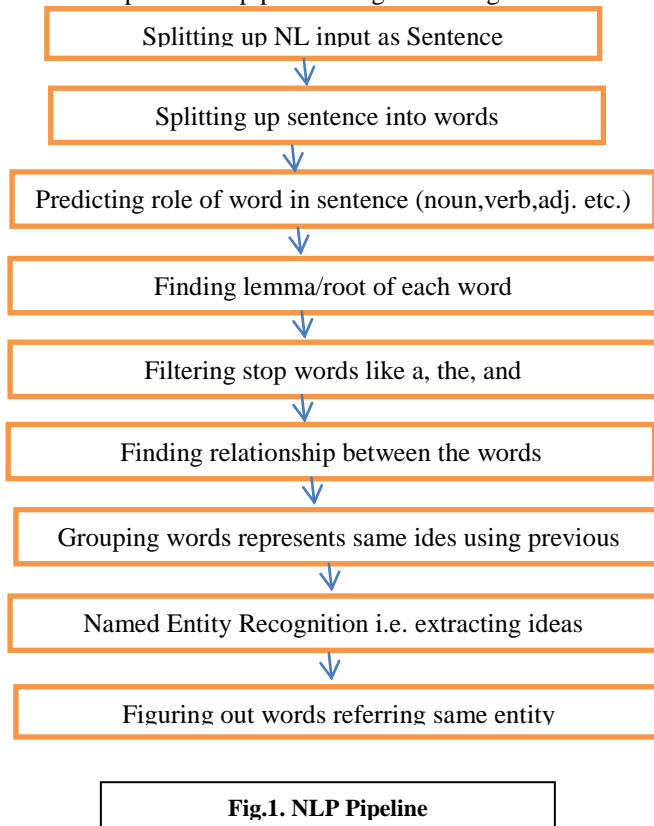 Splitting up NL input as Sentence
Splitting up sentence into words
Predicting role of word in sentence (noun,verb,adj. etc.)
Finding lemma/root of each word
Filtering stop words like a, the, and
Finding relationship between the words
Grouping words represents same ides using previous
Named Entity Recognition i.e. extracting ideas
Figuring out words referring same entity
Fig.1. NLP Pipeline